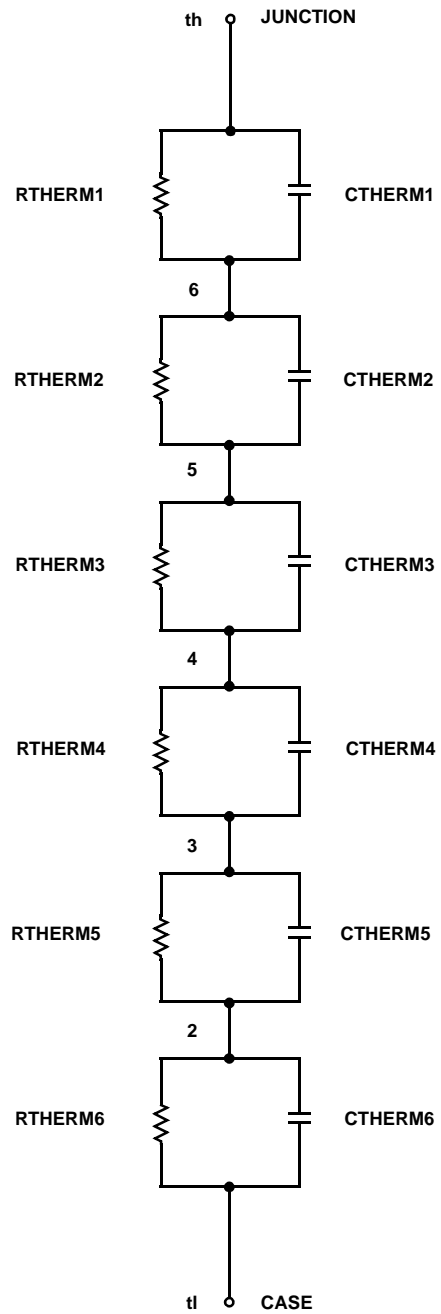 th JUNCTION
RTHERM1 CTHERM1
6
RTHERM2 CTHERM2
5
RTHERM3 CTHERM3
4
RTHERM4 CTHERM4
3
RTHERM5 CTHERM5
2
RTHERM6 CTHERM6
tl CASE